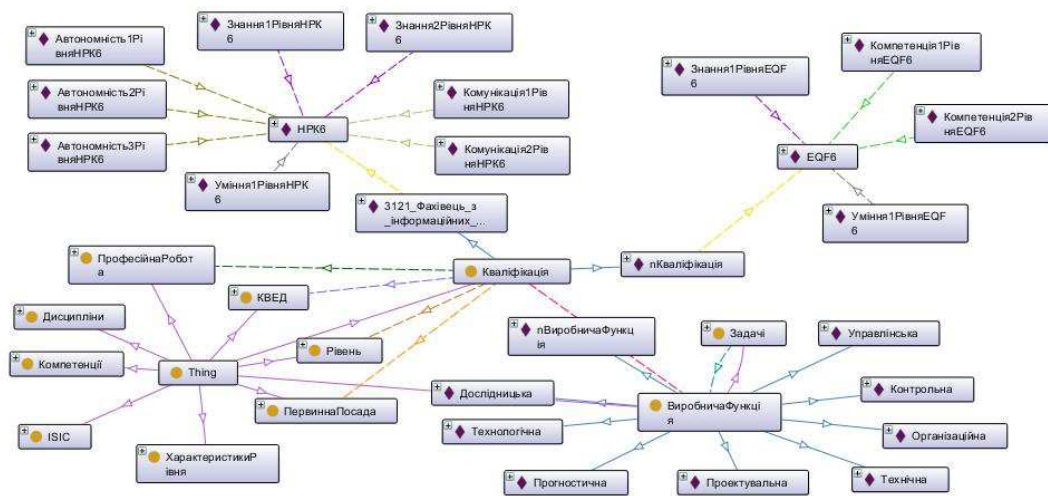 Автономність1Рі
вняНРК6
Знання1РівняНРК
6
Знання2РівняНРК
6
Автономність2Рі
вняНРК6
Комунікація1Рів
няНРК6
НРК6
Автономність3Рі
вняНРК6
Комунікація2Рів
няНРК6
Уміння1РівняНРК
6
Знання1РівняEQF
6
Компетенція1Рів
няEQF6
Компетенція2Рів
няEQF6
EQF6
Уміння1РівняEQF
6
3121_Фахівець_з
_інформаційних_...
ПрофесійнаРобот
а
Кваліфікація
пКваліфікація
КВЕД
Дисципліни
Компетенції
Thing
Рівень
ПервиннаПосада
ISIC
ХарактеристикиР
івня
пВиробничаФункц
ія
Задачі
Управлінська
Дослідницька
ВиробничаФункці
я
Контрольна
Технологічна
Організаційна
Прогностична
Проектувальна
Технічна